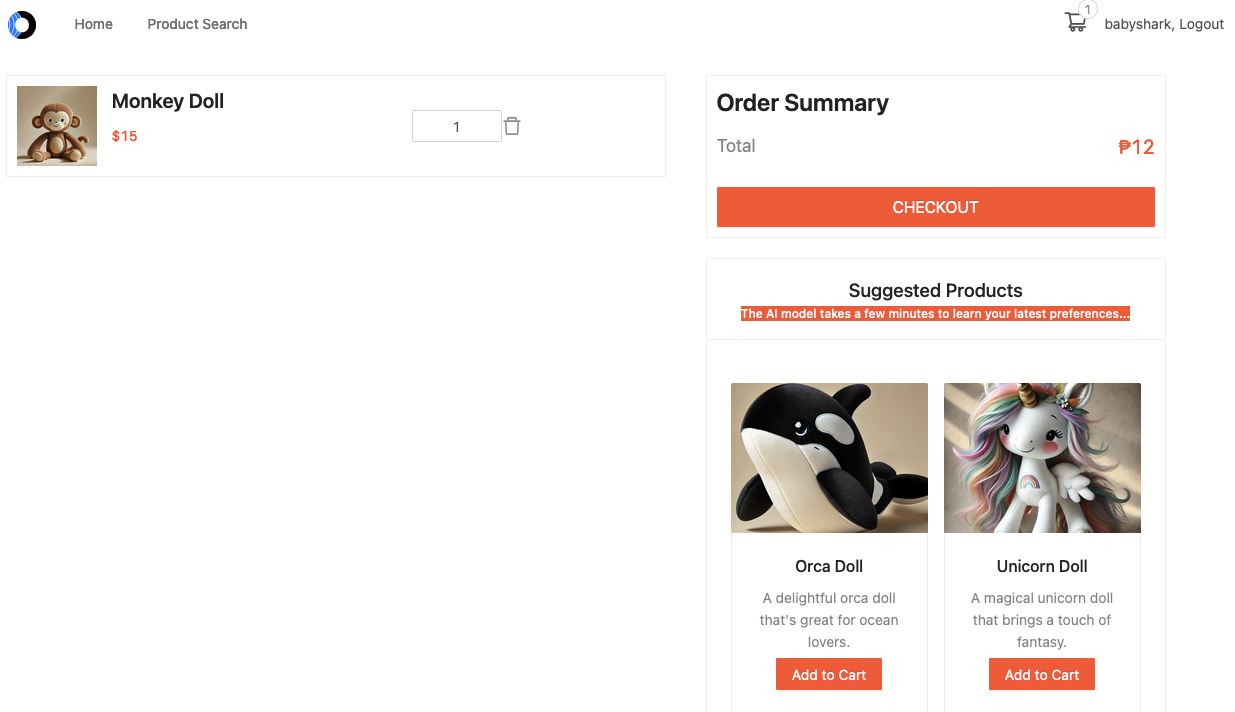 Home
Product Search
1
babyshark, Logout
Monkey Doll
$15
1
Order Summary
Total
₱12
CHECKOUT
Suggested Products
The AI model takes a few minutes to learn your latest preferences...
Orca Doll
A delightful orca doll
that's great for ocean
lovers.
Add to Cart
Unicorn Doll
A magical unicorn doll
that brings a touch of
fantasy.
Add to Cart